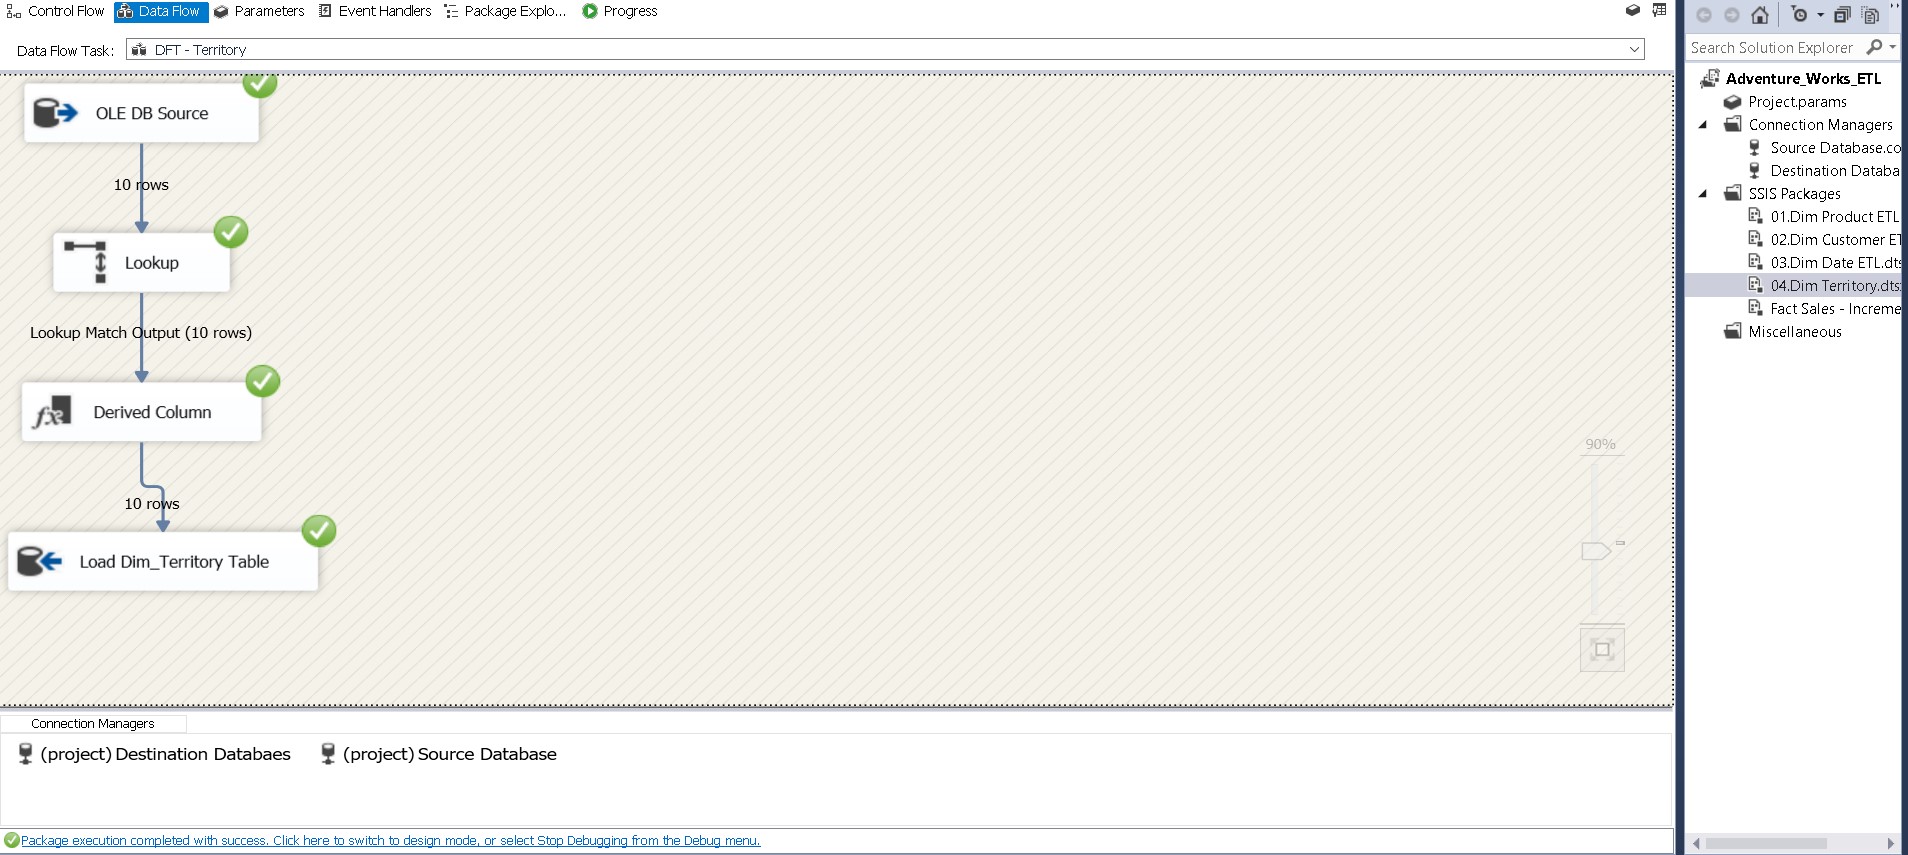 Control Flow
Data Flow
Parameters
Event Handlers
Package Explo...
Progress
Data Flow Task:
DFT - Territory
OLE DB Source
10 rows
Lookup
Lookup Match Output (10 rows)
Derived Column
10 rows
Load Dim_Territory Table
90%
Connection Managers
(project) Destination Databaes
(project) Source Database
Package execution completed with success. Click here to switch to design mode, or select Stop Debugging from the Debug menu.
Search Solution Explorer
Adventure_Works_ETL
Project.params
Connection Managers
Source Database.co
Destination Databa
SSIS Packages
01.Dim Product ETL
02.Dim Customer ET
03.Dim Date ETL.dts
04.Dim Territory.dts
Fact Sales - Increme
Miscellaneous